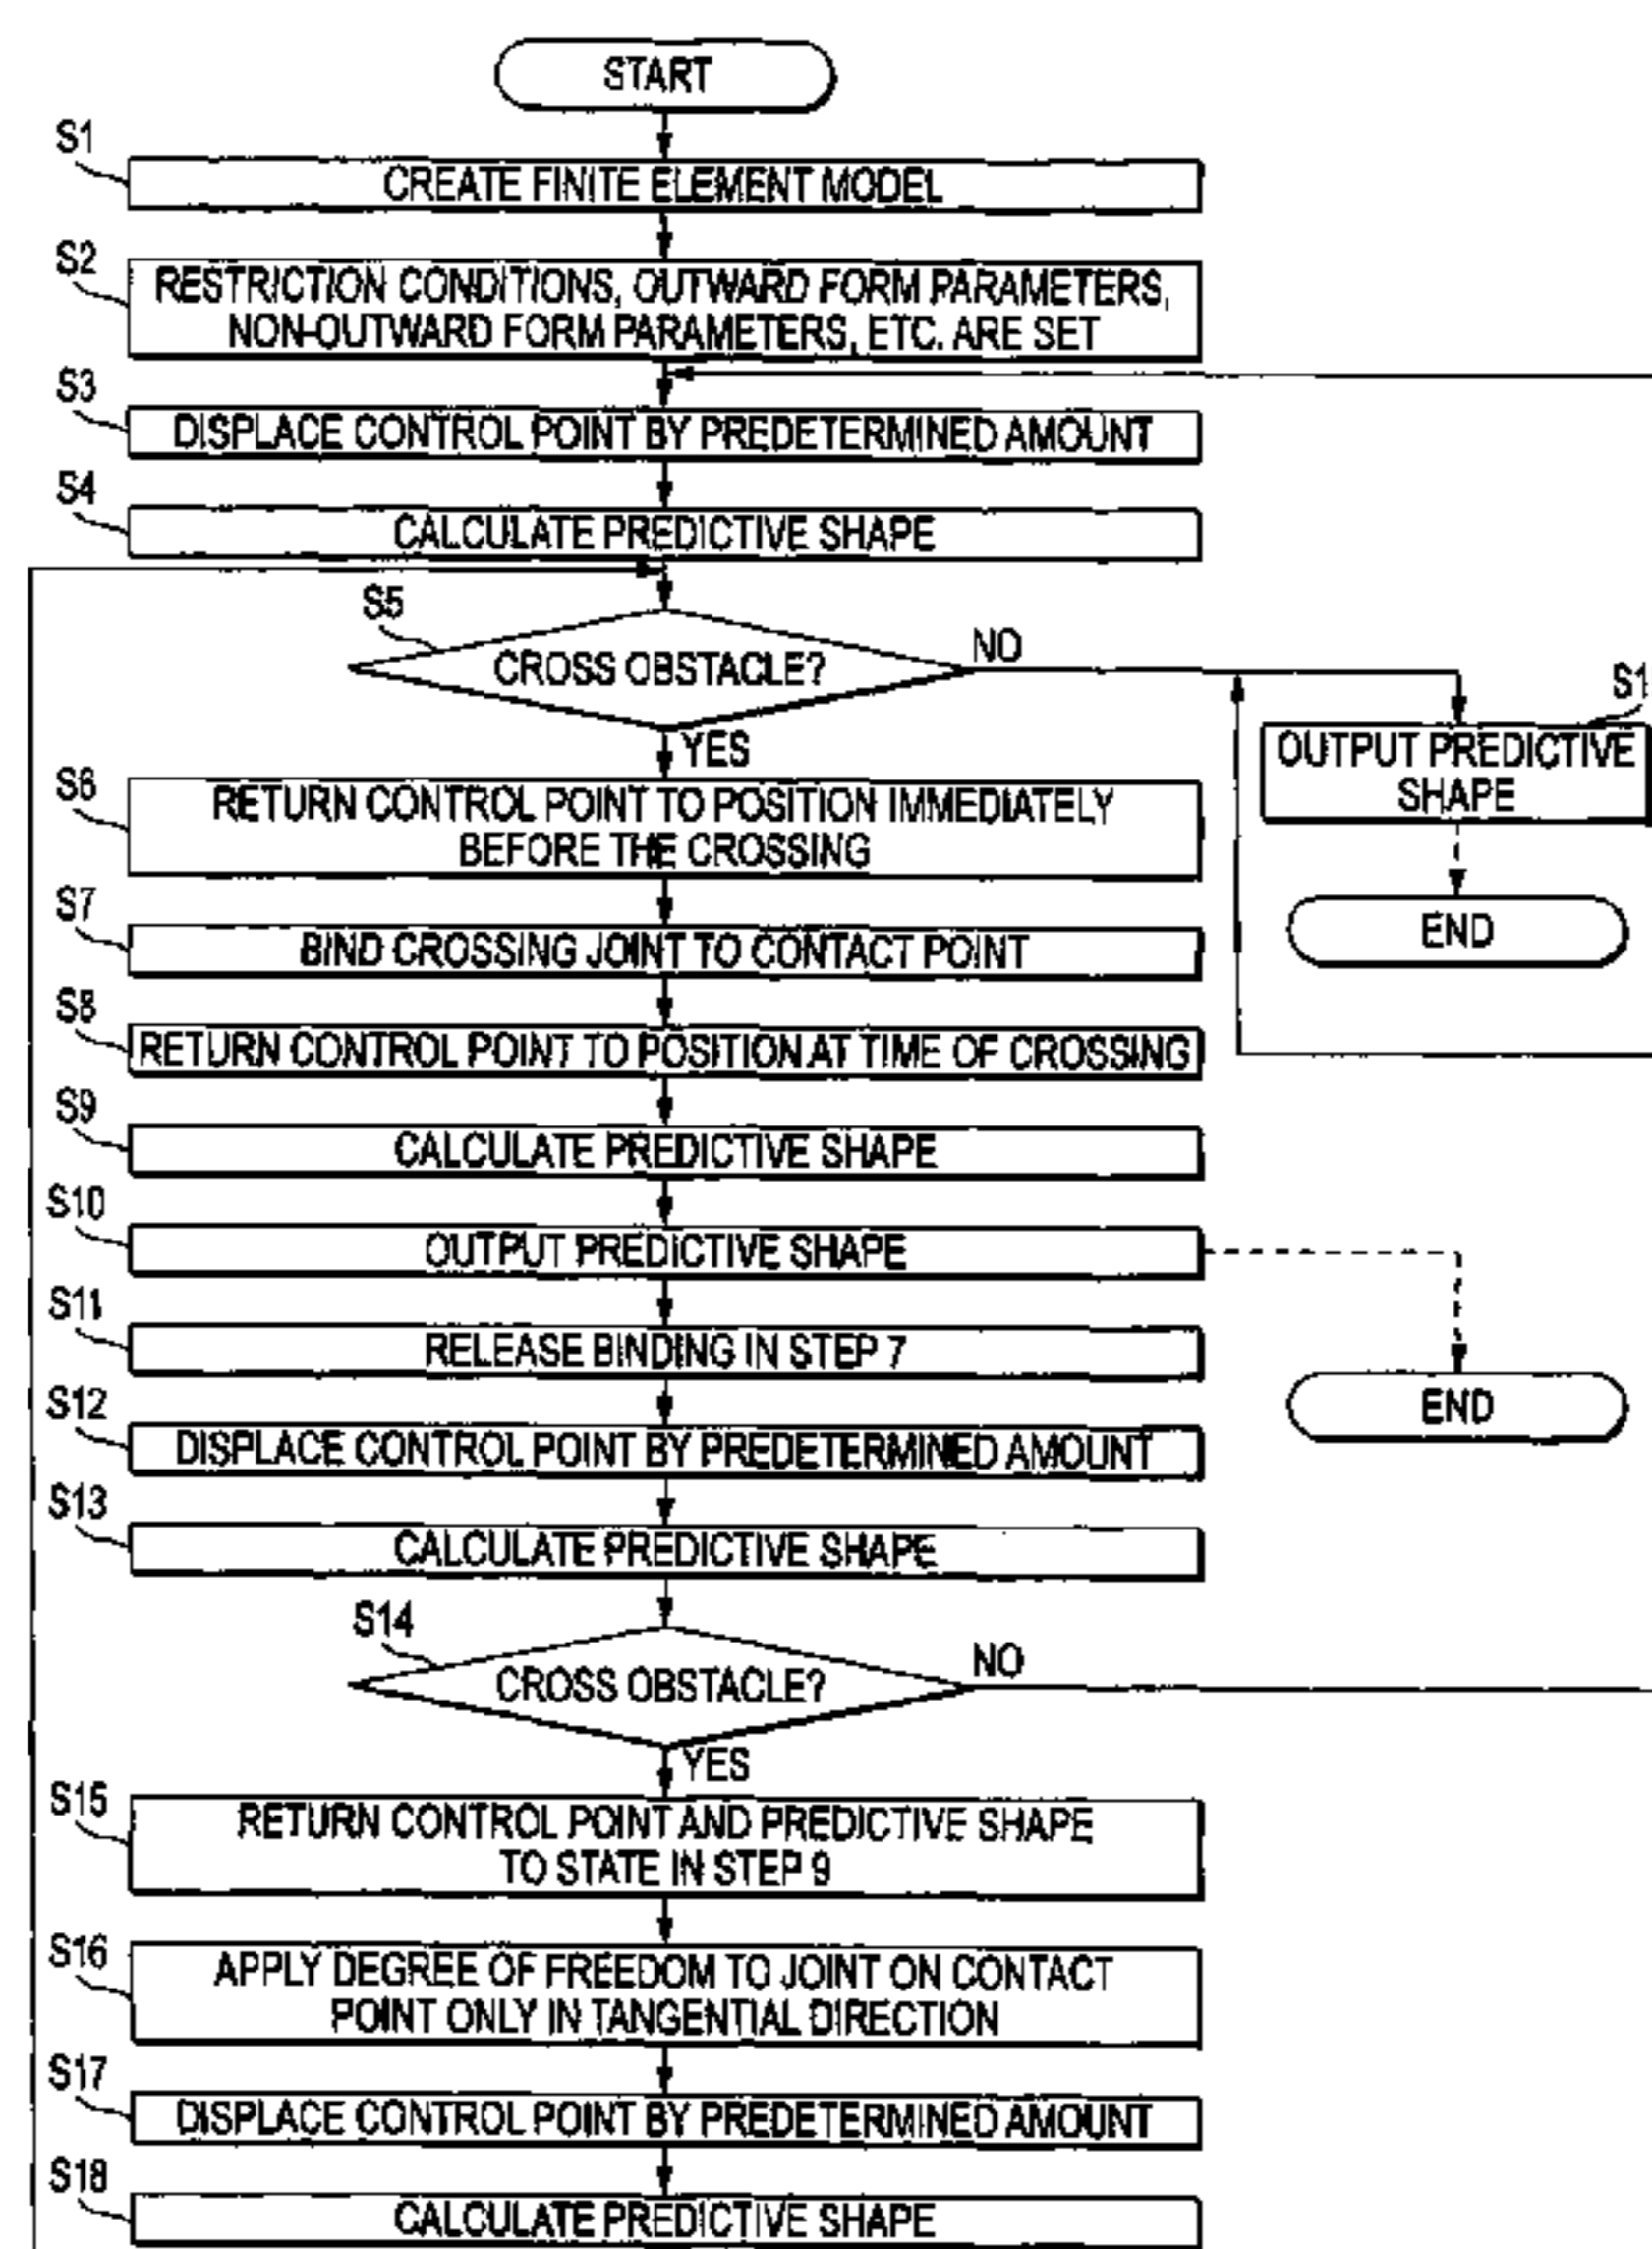 START
S1
CREATE FINITE ELEMENT MODEL
S2
RESTRICTION CONDITIONS, OUTWARD FORM PARAMETERS,
NON-OUTWARD FORM PARAMETERS, ETC. ARE SET
S3
DISPLACE CONTROL POINT BY PREDETERMINED AMOUNT
S4
CALCULATE PREDICTIVE SHAPE
S5
CROSS OBSTACLE?
NO
YES
S1
OUTPUT PREDICTIVE
SHAPE
END
S6
RETURN CONTROL POINT TO POSITION IMMEDIATELY
BEFORE THE CROSSING
S7
BIND CROSSING JOINT TO CONTACT POINT
S8
RETURN CONTROL POINT TO POSITION AT TIME OF CROSSING
S9
CALCULATE PREDICTIVE SHAPE
S10
OUTPUT PREDICTIVE SHAPE
S11
RELEASE BINDING IN STEP 7
END
S12
DISPLACE CONTROL POINT BY PREDETERMINED AMOUNT
S13
CALCULATE PREDICTIVE SHAPE
S14
CROSS OBSTACLE?
NO
YES
S15
RETURN CONTROL POINT AND PREDICTIVE SHAPE
TO STATE IN STEP 9
S16
APPLY DEGREE OF FREEDOM TO JOINT ON CONTACT
POINT ONLY IN TANGENTIAL DIRECTION
S17
DISPLACE CONTROL POINT BY PREDETERMINED AMOUNT
S18
CALCULATE PREDICTIVE SHAPE